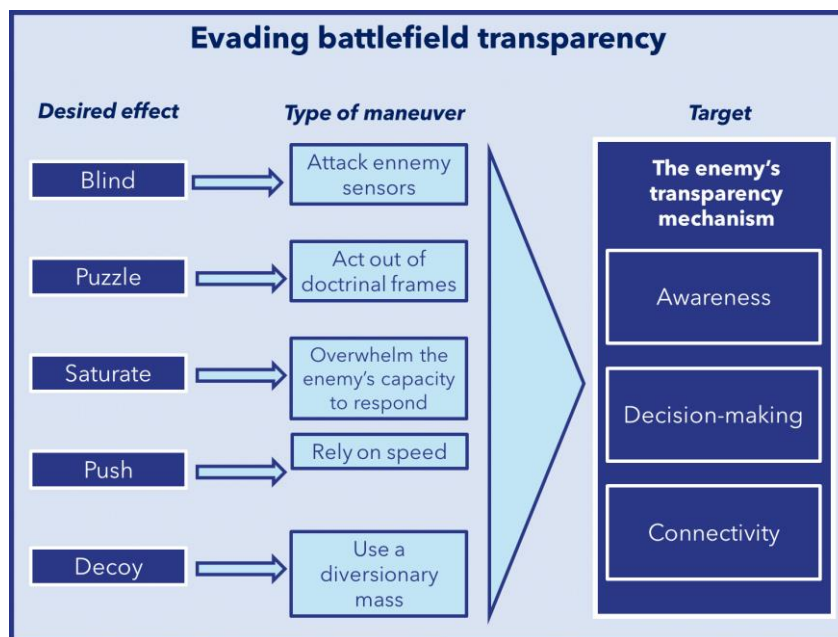 Evading battlefield transparency
Desired effect
Type of maneuver
Target
Blind
Attack ennemy
sensors
Puzzle
Act out of
doctrinal frames
Saturate
Overwhelm the
enemy's capacity
to respond
Push
Rely on speed
Decoy
Use a
diversionary
mass
The enemy's
transparency
mechanism
Awareness
Decision-making
Connectivity